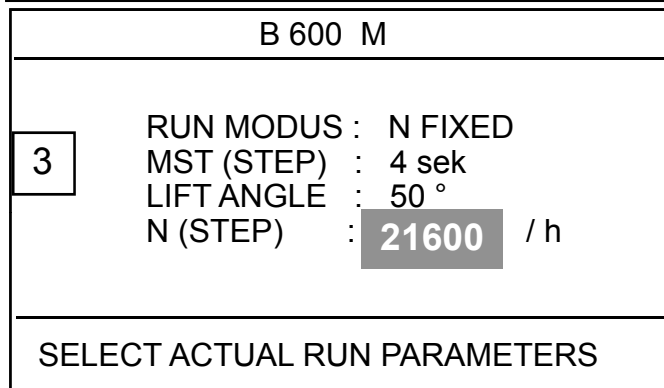 B 600 M
3
RUN MODUS : N FIXED
MST (STEP) : 4 sek
LIFT ANGLE : 50 °
N (STEP) : 21600 / h
SELECT ACTUAL RUN PARAMETERS